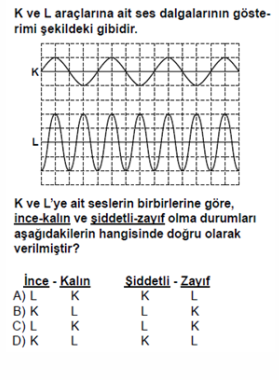 K ve L araçlarına ait ses dalgalarının göste-
rimi şekildeki gibidir.
K
L
K ve L'ye ait seslerin birbirlerine göre,
ince-kalın ve şiddetli-zayıf olma durumları
aşağıdakilerin hangisinde doğru olarak
verilmiştir?
İnce - Kalın Şiddetli - Zayıf
A) L K K L
B) K L L K
C) L K L K
D) K L K L